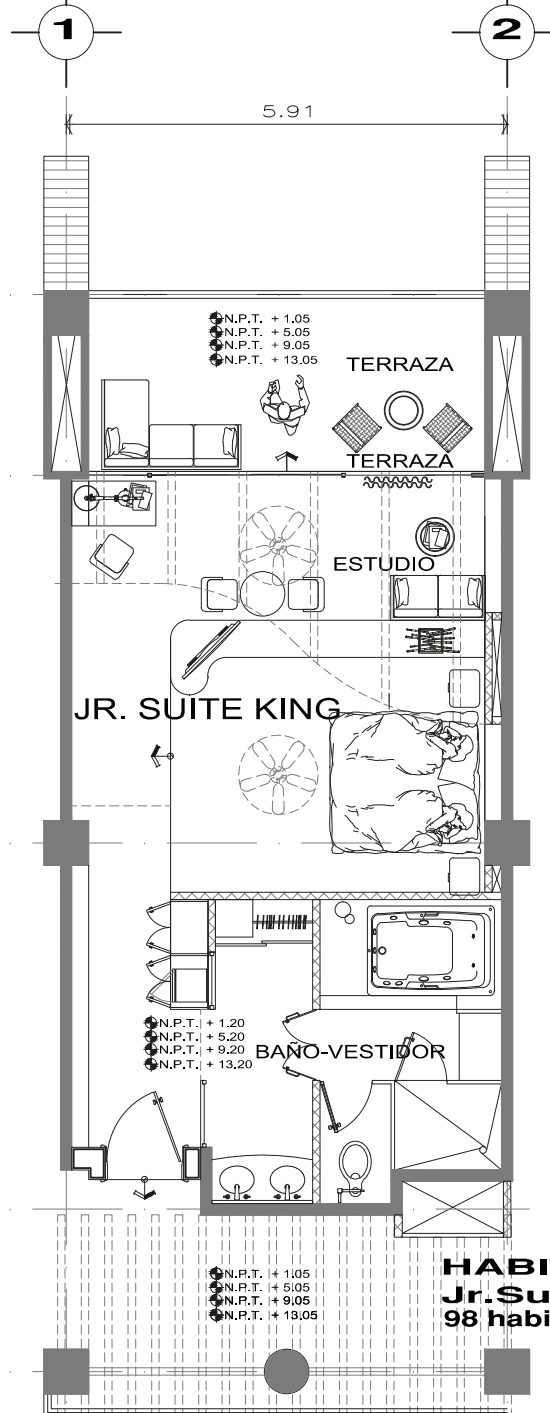 1
2
5.91
N.P.T. + 1.05
N.P.T. + 5.05
N.P.T. + 9.05
N.P.T. + 13.05
TERRAZA
TERRAZA
ESTUDIO
JR. SUITE KING
N.P.T. + 1.20
N.P.T. + 5.20
N.P.T. + 9.20
N.P.T. + 13.20
BAÑO-VESTIDOR
HABI
Jr.Su
98 habi
N.P.T. + 1.05
N.P.T. + 5.05
N.P.T. + 9.05
N.P.T. + 13.05